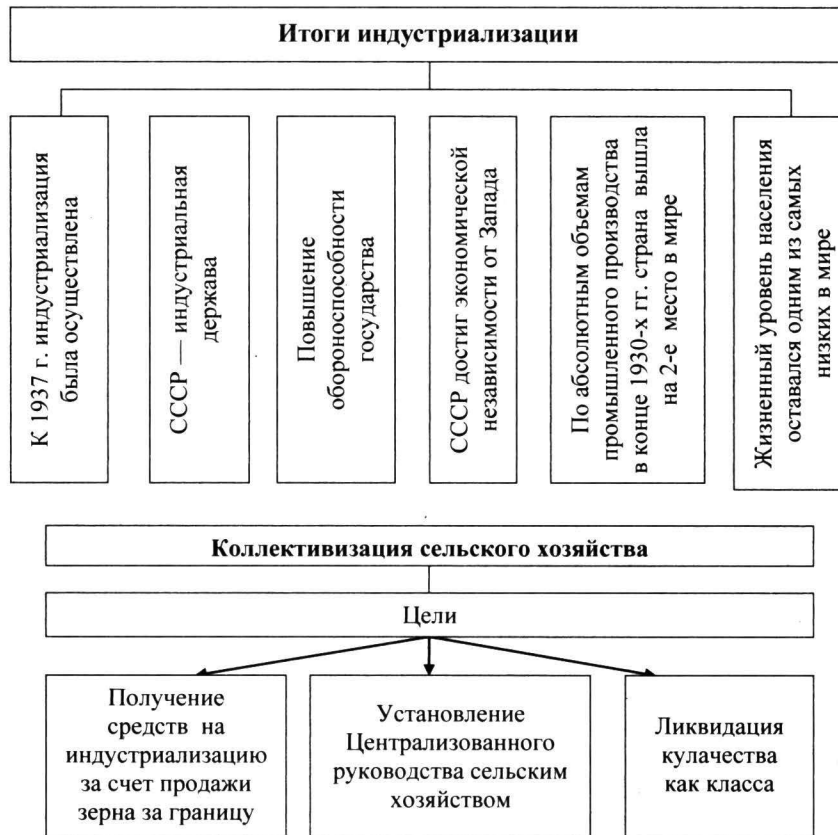 Итоги индустриализации
К 1937 г. индустриализация
была осуществлена
СССР — индустриальная
держава
Повышение
обороноспособности
государства
СССР достиг экономической
независимости от Запада
По абсолютным объемам
промышленного производства
в конце 1930-х гг. страна вышла
на 2-е место в мире
Жизненный уровень населения
оставался одним из самых
низких в мире
Коллективизация сельского хозяйства
Цели
Получение
средств на
индустриализацию
за счет продажи
зерна за границу
Установление
Централизованного
руководства сельским
хозяйством
Ликвидация
кулачества
как класса